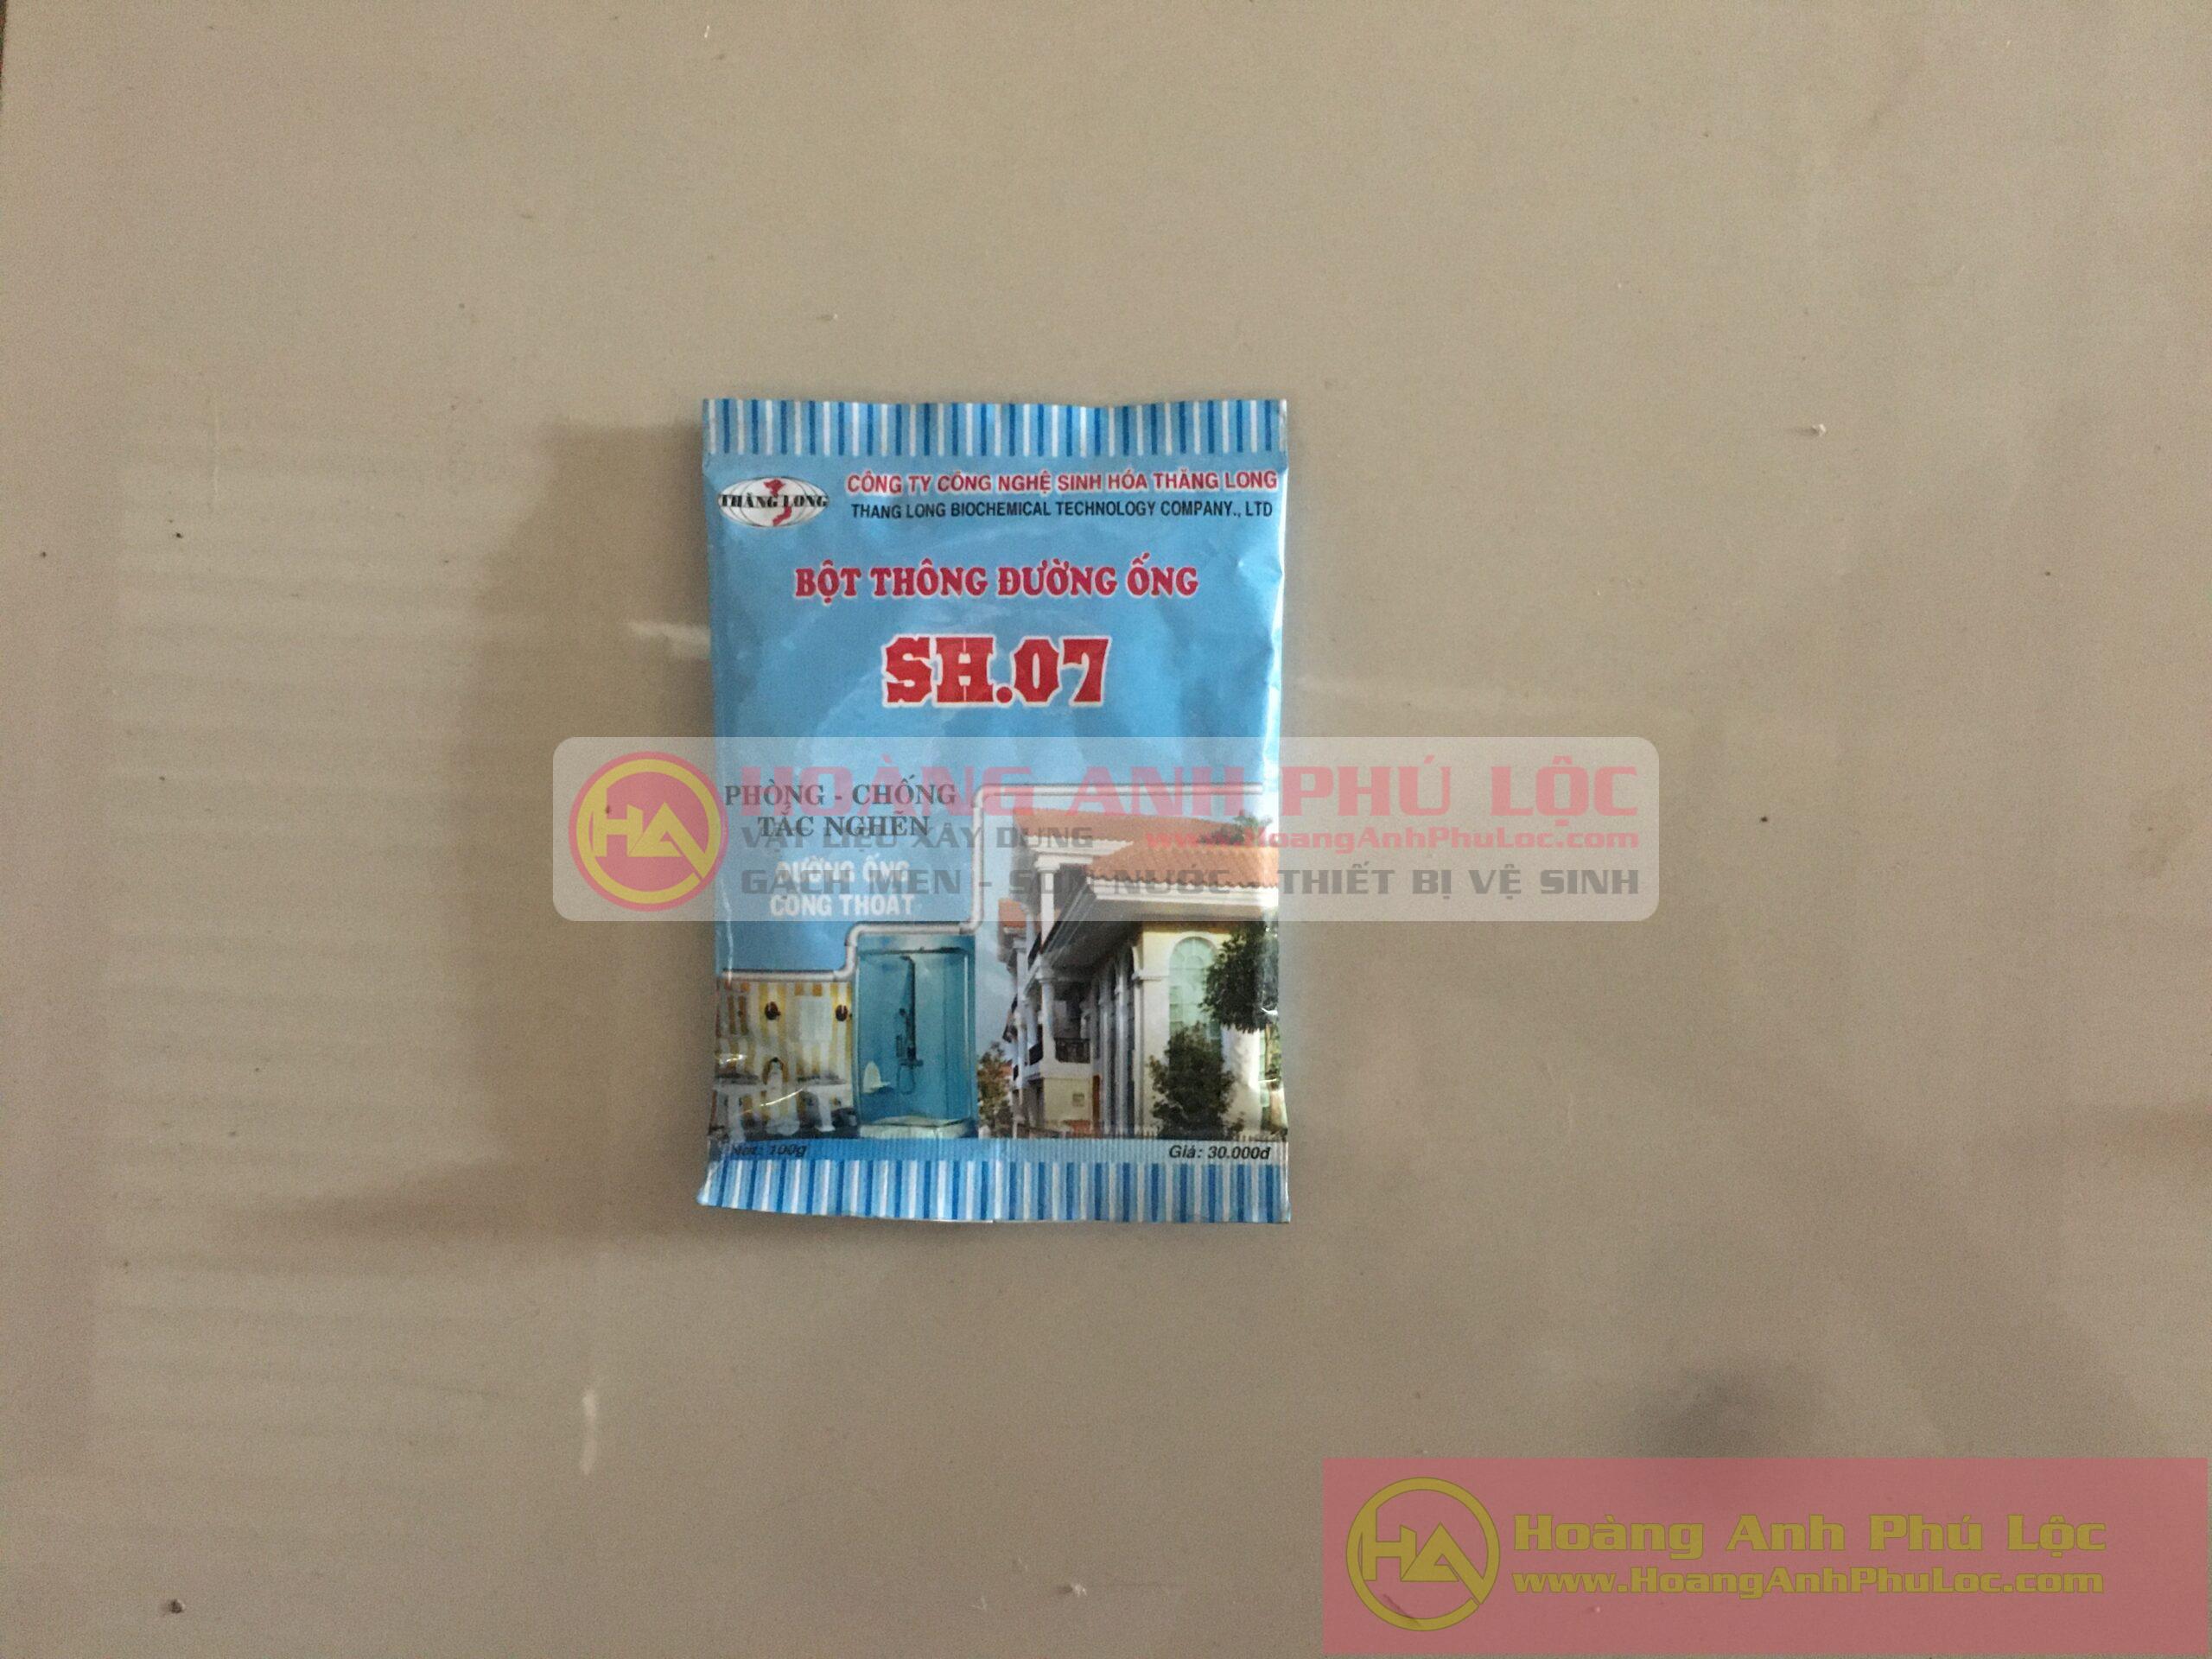 THĂNG LONG
CÔNG TY CÔNG NGHỆ SINH HÓA THĂNG LONG
THANG LONG BIOCHEMICAL TECHNOLOGY COMPANY., LTD
BỘT THÔNG ĐƯỜNG ỐNG
SH.07
PHÒNG - CHỐNG
TẮC NGHẼN
ĐƯỜNG ỐNG
CỐNG THOÁT
HOÀNG ANH PHÚ LỘC
VẬT LIỆU XÂY DỰNG www.HoangAnhPhuLoc.com
GẠCH MEN - SƠN NƯỚC - THIẾT BỊ VỆ SINH
Net: 100g
Giá: 30.000đ
Hoàng Anh Phú Lộc
www.HoangAnhPhuLoc.com